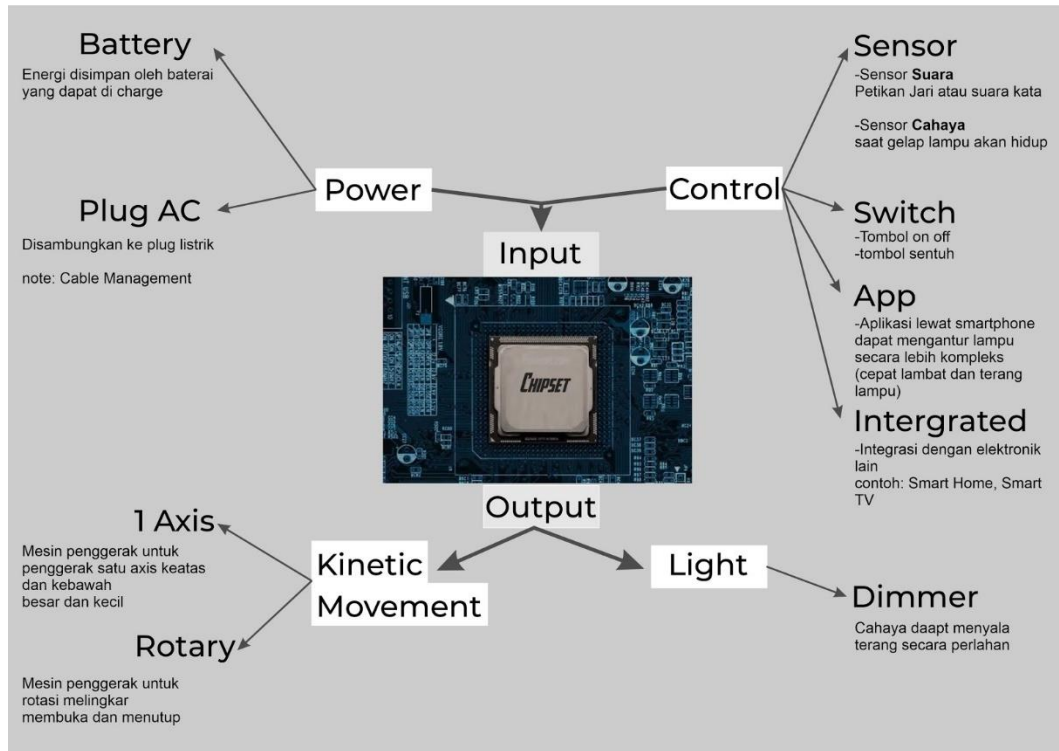 Battery
Energi disimpan oleh baterai
yang dapat di charge
Plug AC
Disambungkan ke plug listrik
note: Cable Management
Power
Control
Input
Sensor
-Sensor Suara
Petikan Jari atau suara kata
-Sensor Cahaya
saat gelap lampu akan hidup
Switch
-Tombol on off
-tombol sentuh
App
-Aplikasi lewat smartphone
dapat mengantur lampu
secara lebih kompleks
(cepat lambat dan terang
lampu)
Intergrated
-Integrasi dengan elektronik
lain
contoh: Smart Home, Smart
TV
CHIPSET
Output
1 Axis
Mesin penggerak untuk
penggerak satu axis keatas
dan kebawah
besar dan kecil
Rotary
Mesin penggerak untuk
rotasi melingkar
membuka dan menutup
Kinetic
Movement
Light
Dimmer
Cahaya daapt menyala
terang secara perlahan